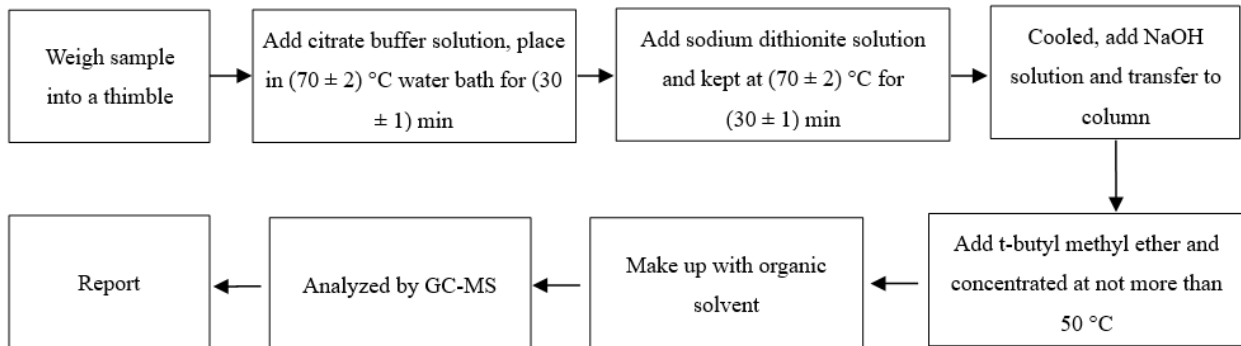 Weigh sample
into a thimble
Add citrate buffer solution, place
in (70 ± 2) °C water bath for (30
± 1) min
Add sodium dithionite solution
and kept at (70 ± 2) °C for
(30 ± 1) min
Cooled, add NaOH
solution and transfer to
column
Add t-butyl methyl ether and
concentrated at not more than
50 °C
Make up with organic
solvent
Analyzed by GC-MS
Report